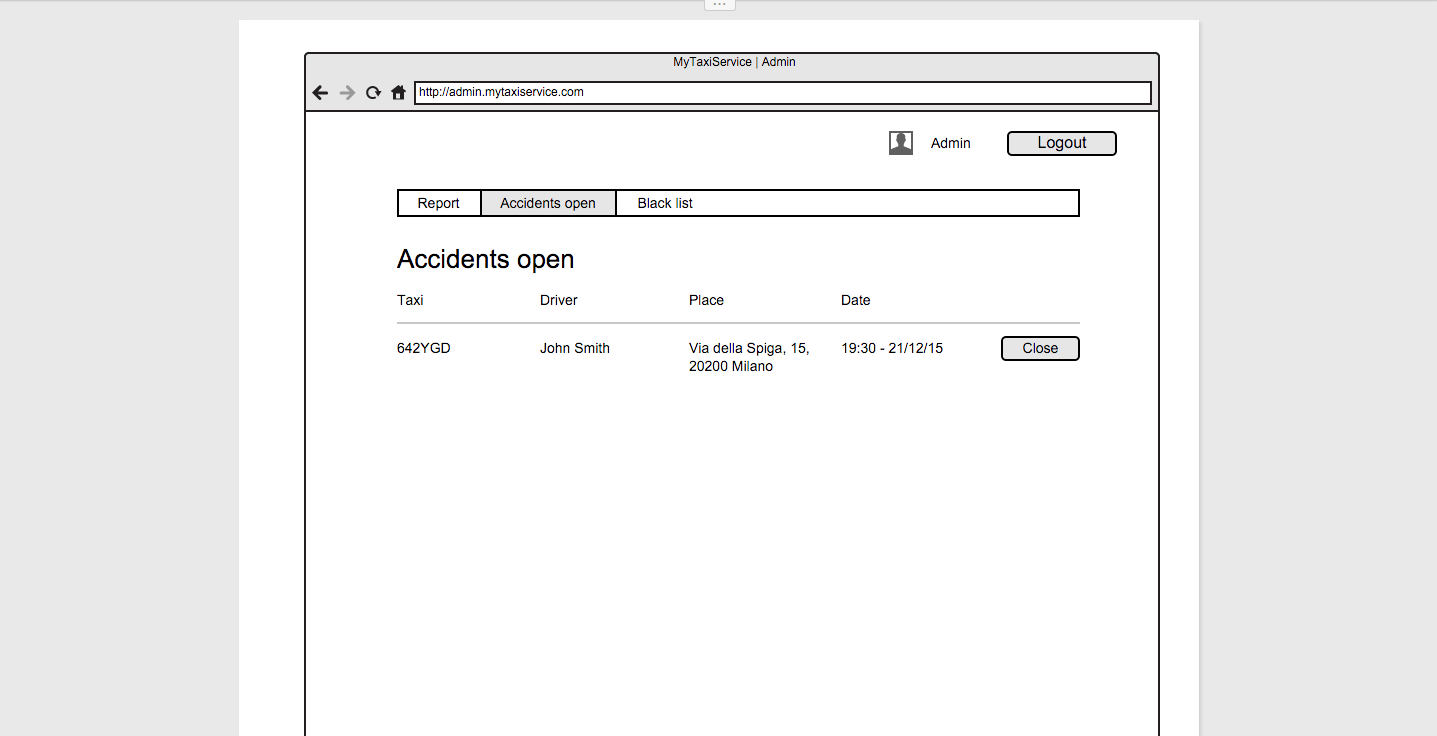 MyTaxiService | Admin
http://admin.mytaxiservice.com
Admin
Logout
Report
Accidents open
Black list
Accidents open
Taxi
Driver
Place
Date
642YGD
John Smith
Via della Spiga, 15,
20200 Milano
19:30 - 21/12/15
Close